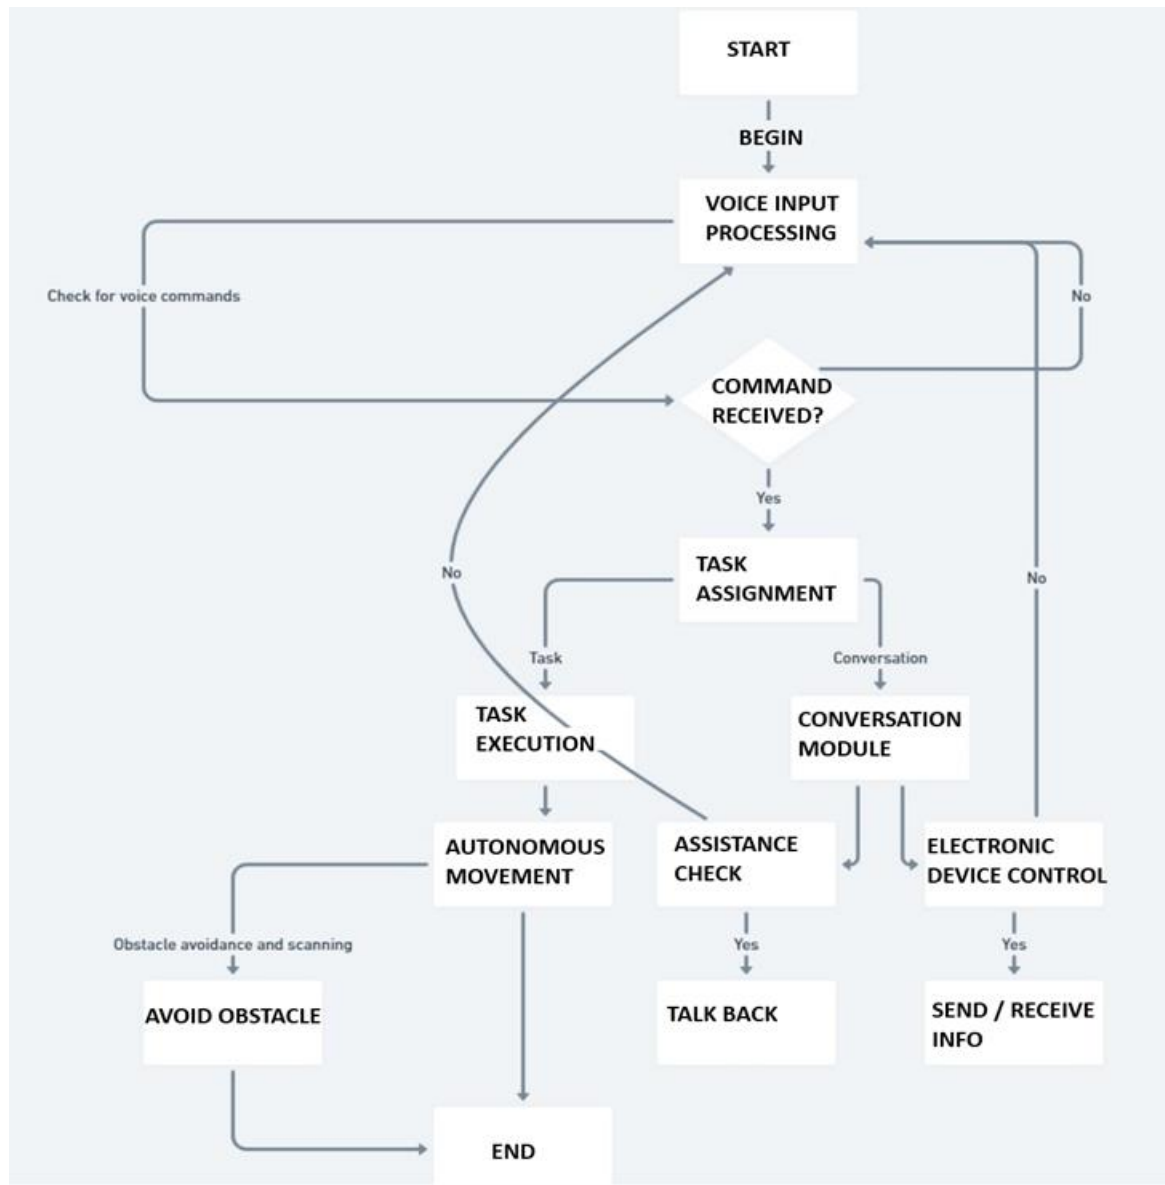 START
BEGIN
VOICE INPUT
PROCESSING
Check for voice commands
No
COMMAND
RECEIVED?
Yes
TASK
ASSIGNMENT
No
No
Task
Conversation
TASK
EXECUTION
CONVERSATION
MODULE
AUTONOMOUS
MOVEMENT
ASSISTANCE
CHECK
ELECTRONIC
DEVICE CONTROL
Obstacle avoidance and scanning
Yes
Yes
AVOID OBSTACLE
TALK BACK
SEND / RECEIVE
INFO
END